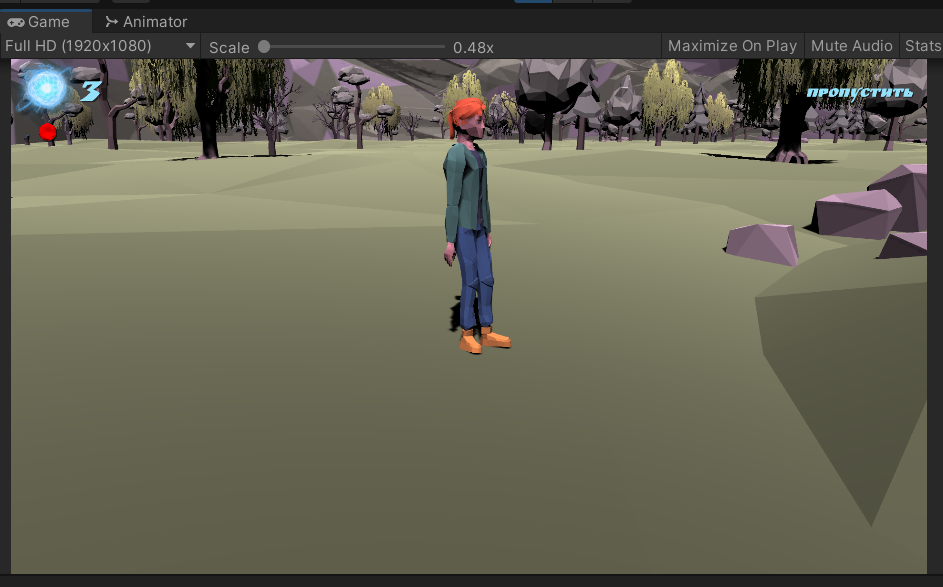 Game
Animator
Full HD (1920x1080)
Scale
0.48x
Maximize On Play
Mute Audio
Stats
3
пропустить